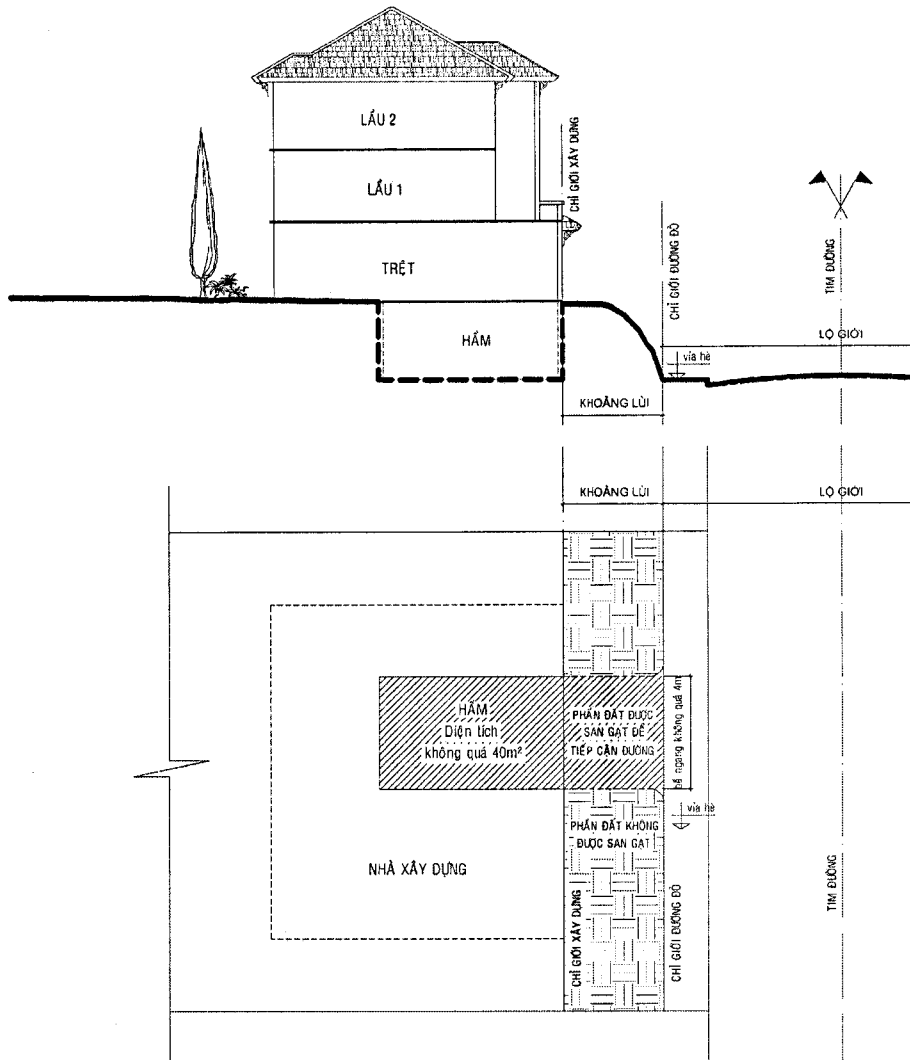 LẦU 2
LẦU 1
TRỆT
HẦM
CHỈ GIỚI XÂY DỰNG
CHỈ GIỚI ĐƯỜNG ĐỎ
TIM ĐƯỜNG
LỘ GIỚI
vỉa hè
KHOẢNG LÙI
KHOẢNG LÙI
LỘ GIỚI
HẦM
Diện tích
không quá 40m²
PHẦN ĐẤT ĐƯỢC
SAN GẠT ĐỂ
TIẾP CẬN ĐƯỜNG
bề ngang không quá 4m
vỉa hè
PHẦN ĐẤT KHÔNG
ĐƯỢC SAN GẠT
NHÀ XÂY DỰNG
CHỈ GIỚI XÂY DỰNG
CHỈ GIỚI ĐƯỜNG ĐỎ
TIM ĐƯỜNG